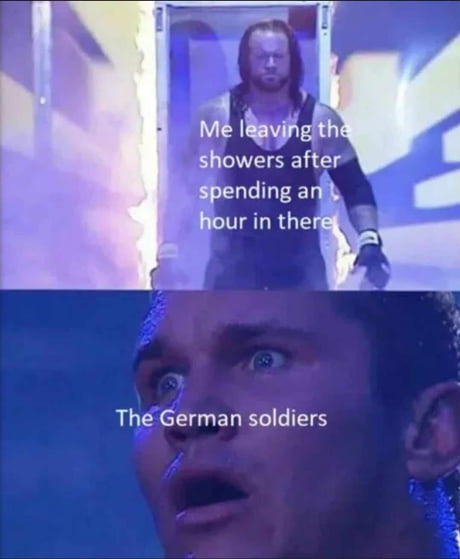 Me leaving the
showers after
spending an
hour in there
The German soldiers